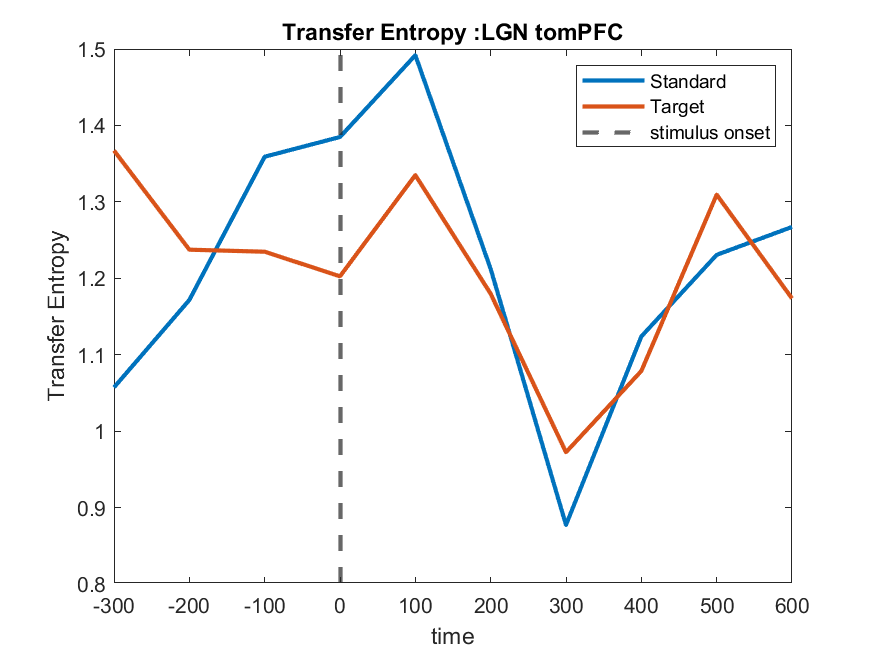 Transfer Entropy :LGN tomPFC
1.5
1.4
1.3
1.2
1.1
1
0.9
0.8
Transfer Entropy
Standard
Target
stimulus onset
-300 -200 -100 0 100 200 300 400 500 600
time